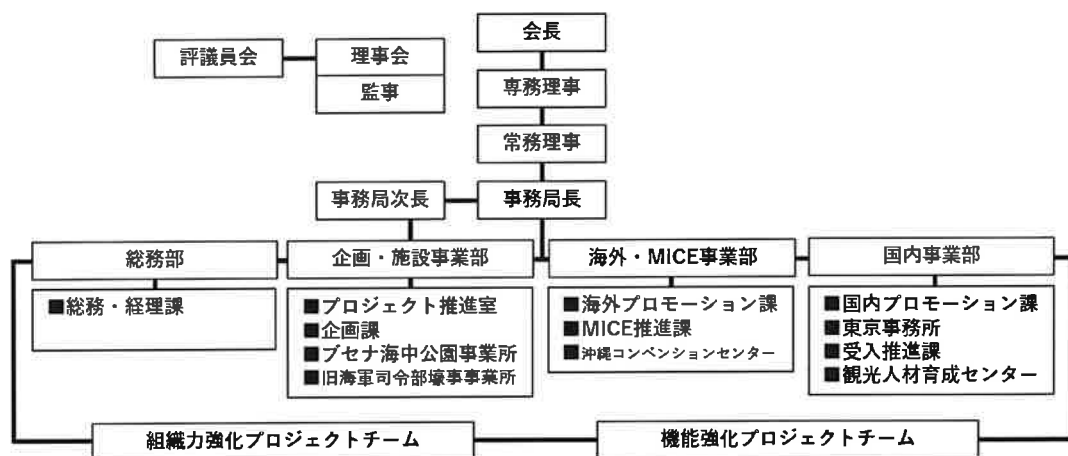 会長
評議員会
理事会
監事
専務理事
常務理事
事務局次長
事務局長
総務部
企画・施設事業部
海外・MICE事業部
国内事業部
■総務・経理課
■プロジェクト推進室
■企画課
■ブセナ海中公園事業所
■旧海軍司令部壕事事業所
■海外プロモーション課
■MICE推進課
■沖縄コンベンションセンター
■国内プロモーション課
■東京事務所
■受入推進課
■観光人材育成センター
組織力強化プロジェクトチーム
機能強化プロジェクトチーム